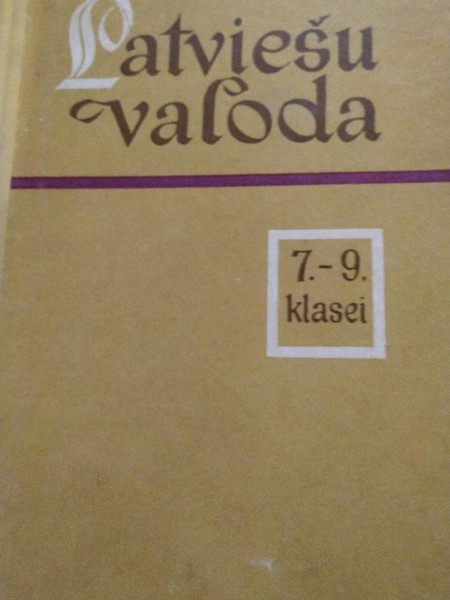 Latviešu
valoda
7.-9.
klasei